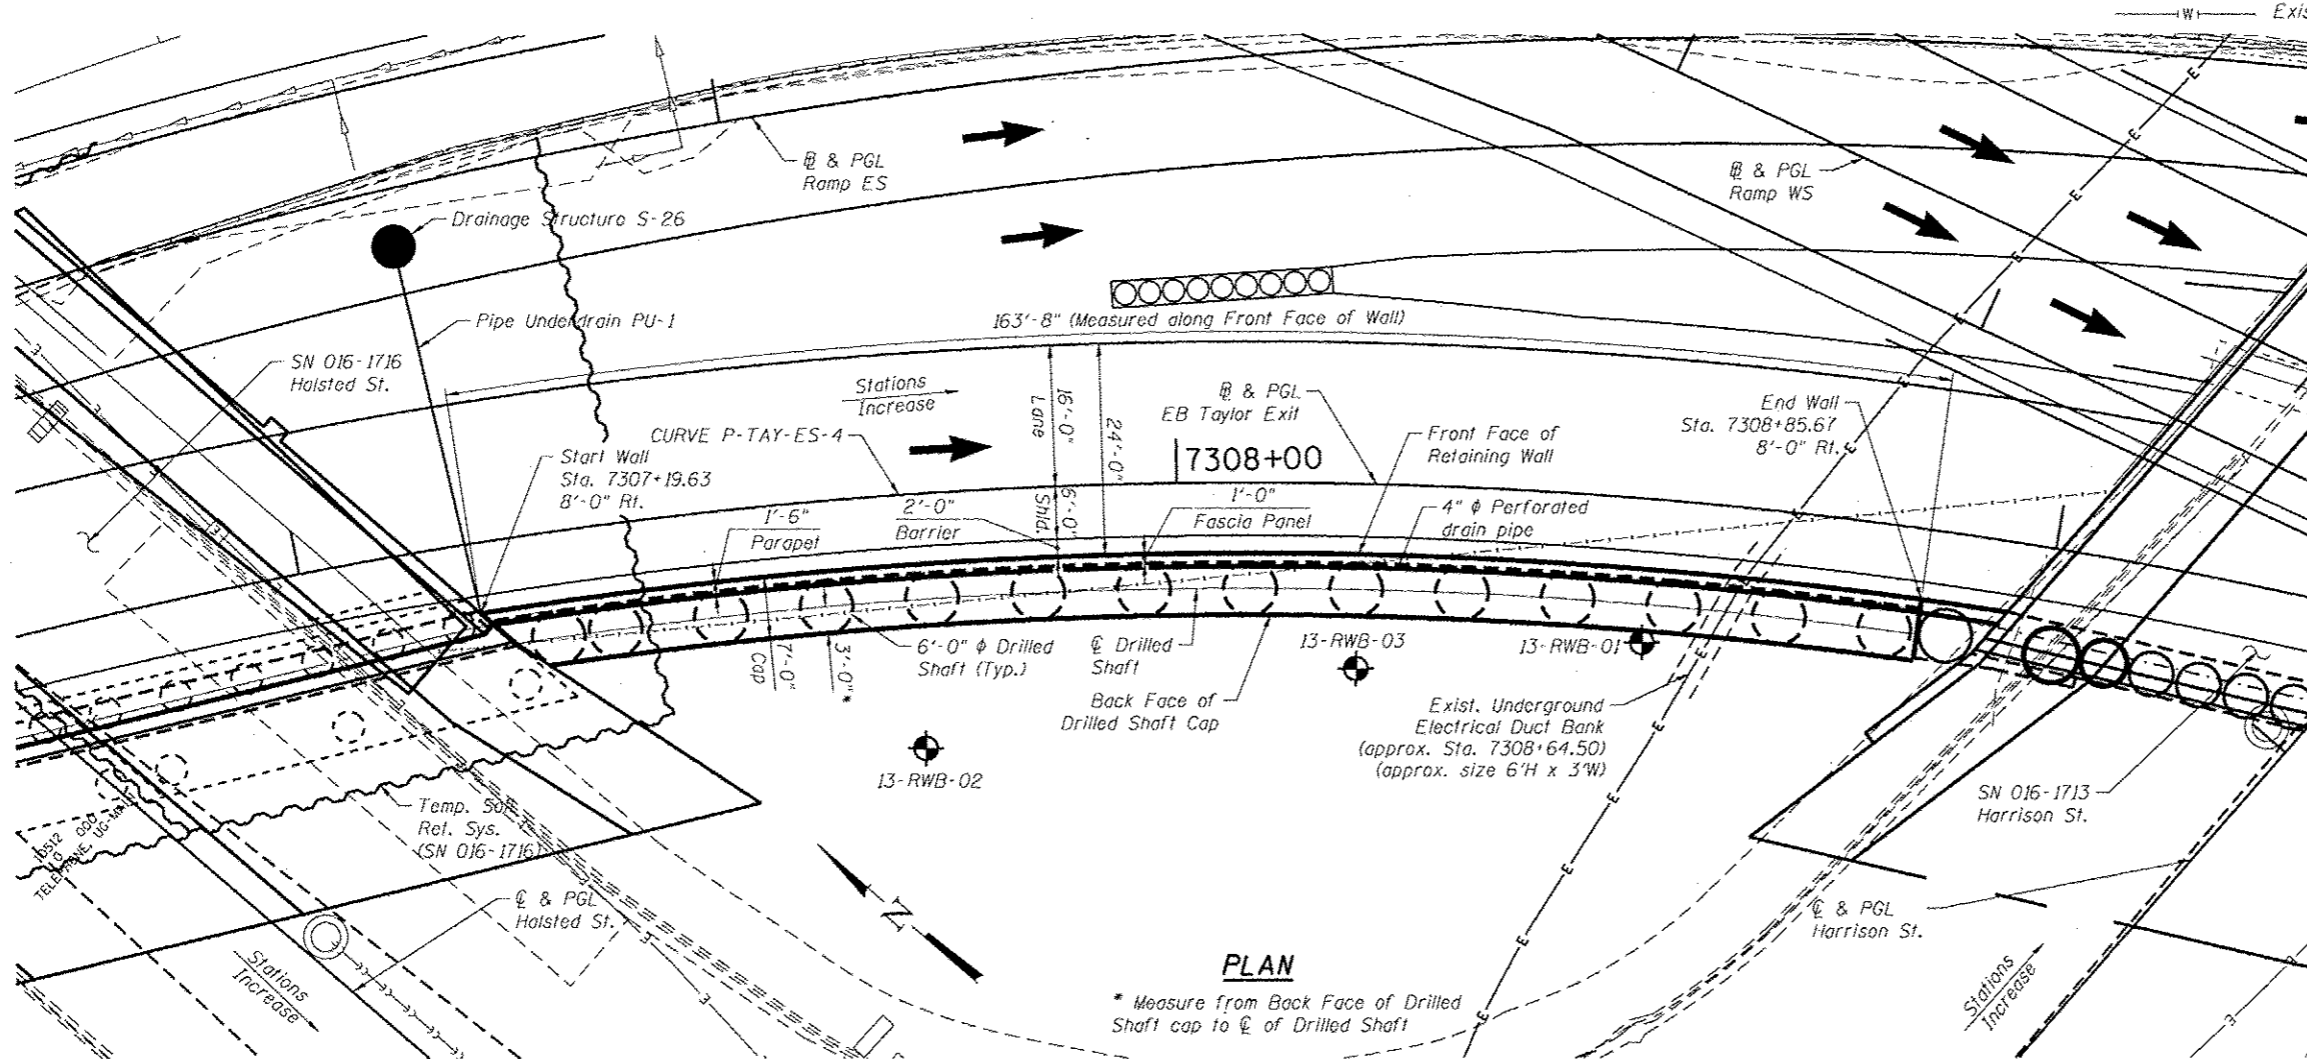 W Exis
℄ & PGL
Ramp ES
℄ & PGL
Ramp WS
Drainage Structure S-26
Pipe Underdrain PU-1
163'-8" (Measured along Front Face of Wall)
SN 016-1716
Halsted St.
Stations
Increase
16'-0"
Lane
24'-0"
℄ & PGL
EB Taylor Exit
End Wall
Sta. 7308+85.67
8'-0" Rt.
CURVE P-TAY-ES-4
7308+00
Front Face of
Retaining Wall
Start Wall
Sta. 7307+19.63
8'-0" Rt.
1'-6"
Parapet
2'-0"
Barrier
6'-0"
Shld.
1'-0"
Fascia Panel
4" ϕ Perforated
drain pipe
7'-0"
Cap
3'-0"*
6'-0" ϕ Drilled
Shaft (Typ.)
℄ Drilled
Shaft
13-RWB-03
13-RWB-01
Back Face of
Drilled Shaft Cap
Exist. Underground
Electrical Duct Bank
(approx. Sta. 7308+64.50)
(approx. size 6'H x 3'W)
13-RWB-02
Temp. Soil
Ret. Sys.
(SN 016-1716)
SN 016-1713
Harrison St.
℄ & PGL
Halsted St.
N
℄ & PGL
Harrison St.
Stations
Increase
PLAN
* Measure from Back Face of Drilled
Shaft cap to ℄ of Drilled Shaft
Stations
Increase